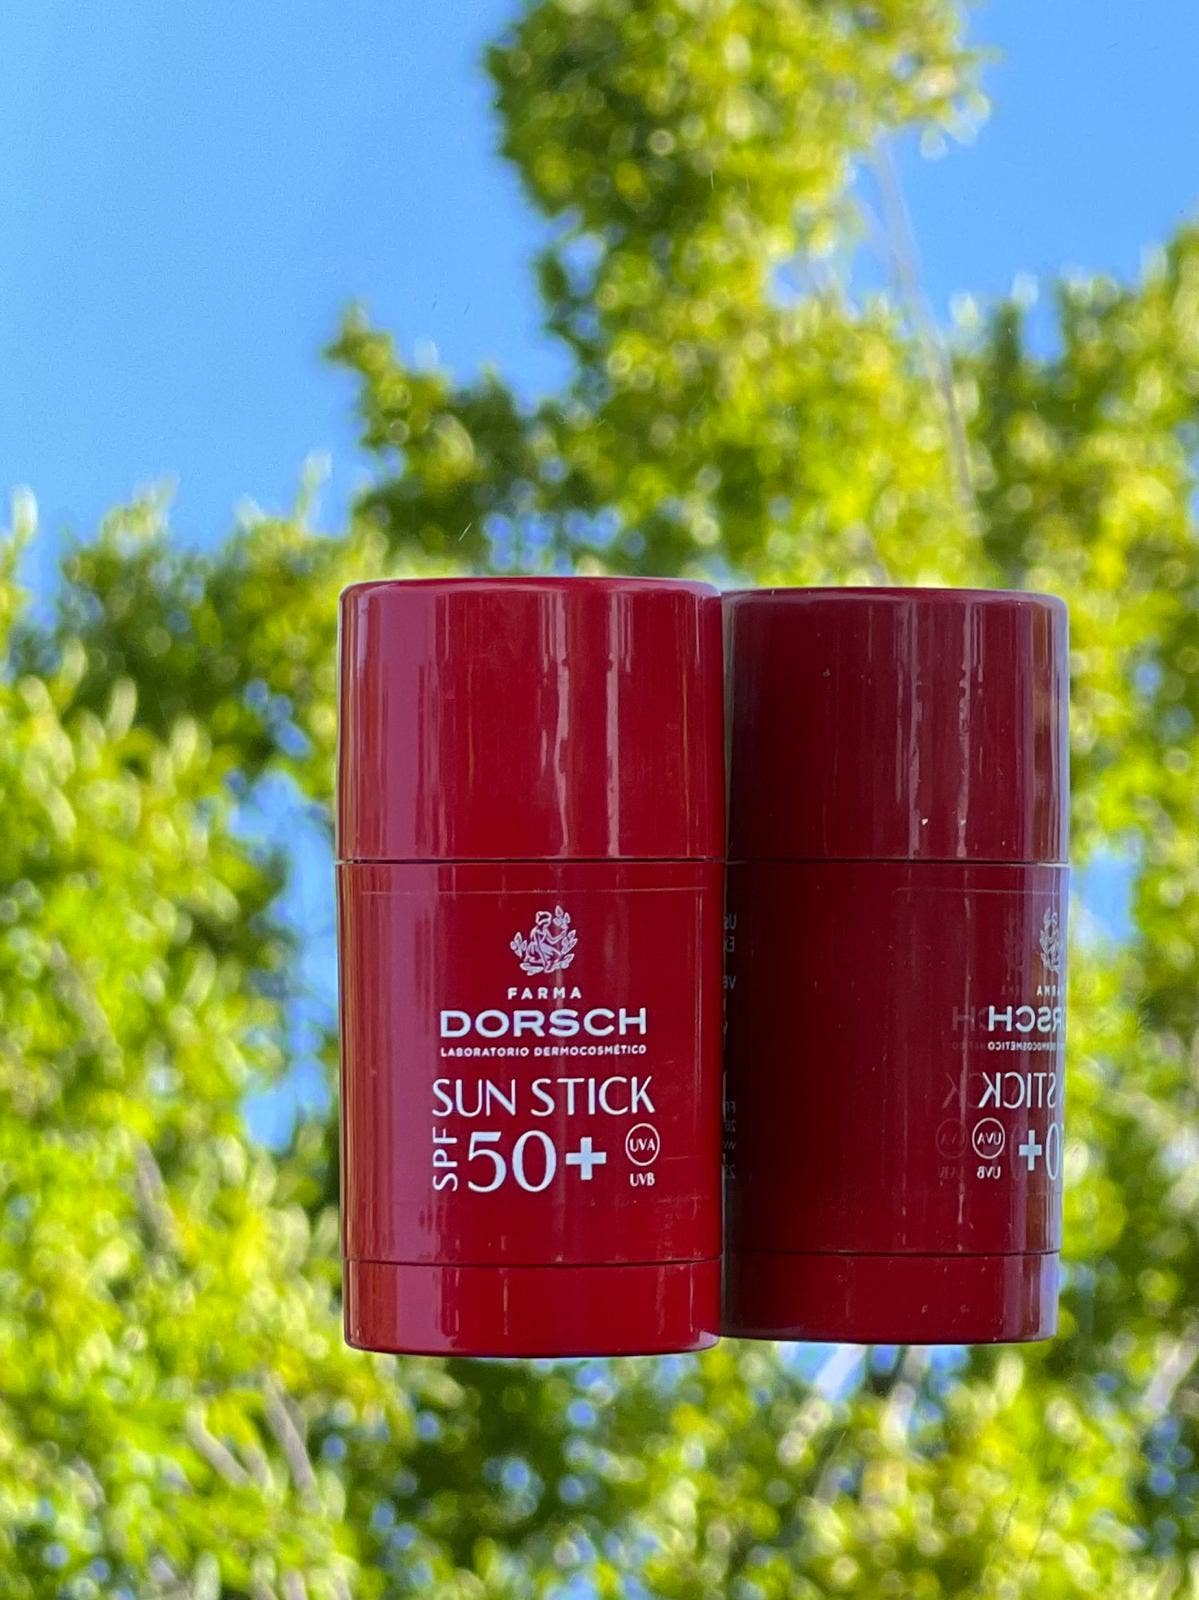 FARMA
DORSCH
LABORATORIO DERMOCOSMÉTICO
SUN STICK
SPF 50+ UVA
UVB